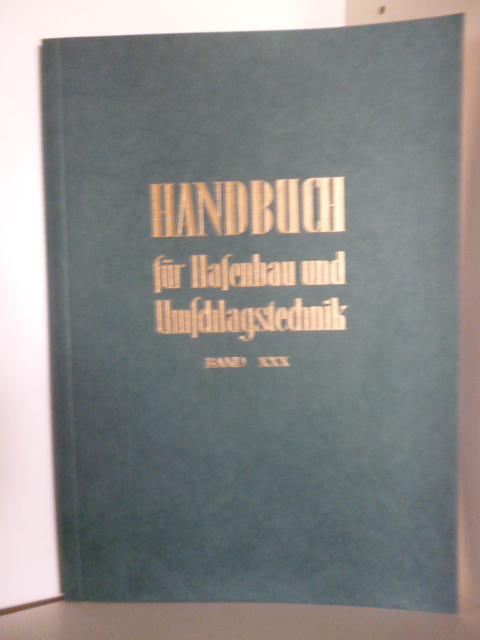 HANDBUCH
für Hafenbau und
Umschlagstechnik
BAND XXX